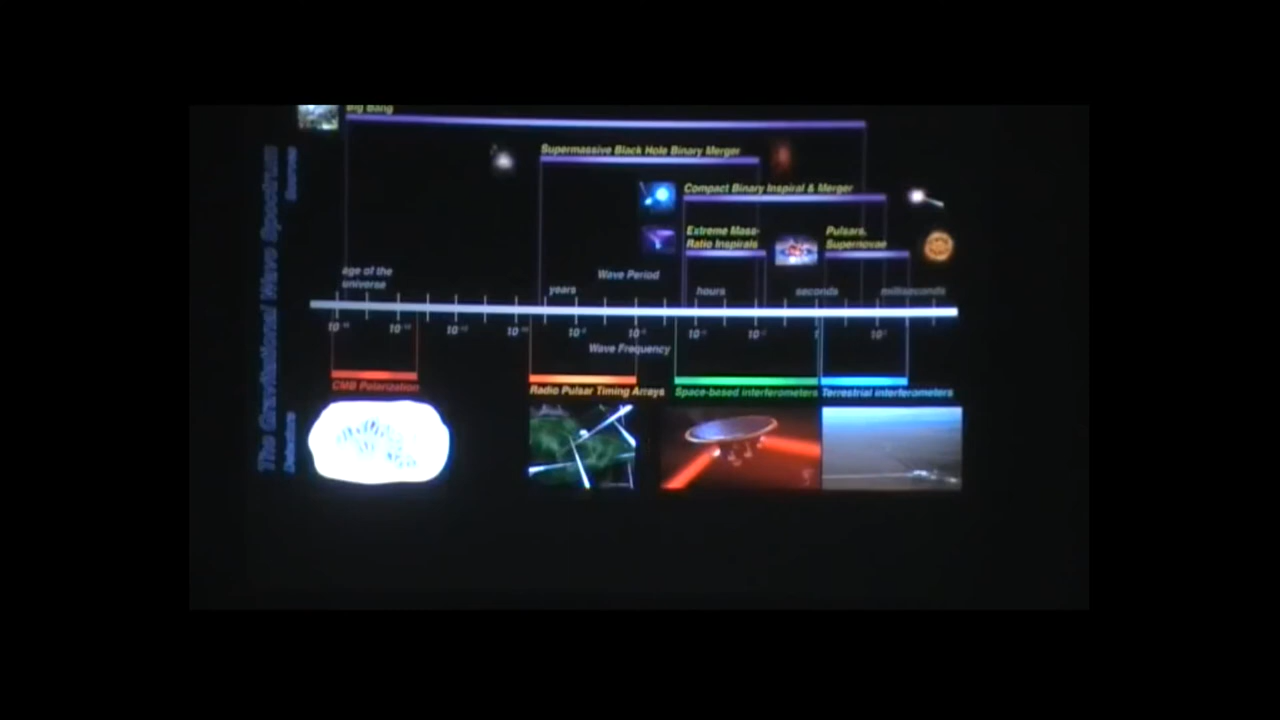 Big Bang
The Gravitational Wave Spectrum
Sources
Supermassive Black Hole Binary Merger
Compact Binary Inspiral & Merger
Extreme Mass-
Ratio Inspirals
Pulsars,
Supernovae
age of the
universe
Wave Period
years
hours
seconds
milliseconds
Wave Frequency
CMB Polarization
Radio Pulsar Timing Arrays
Space-based interferometers
Terrestrial interferometers
Detectors